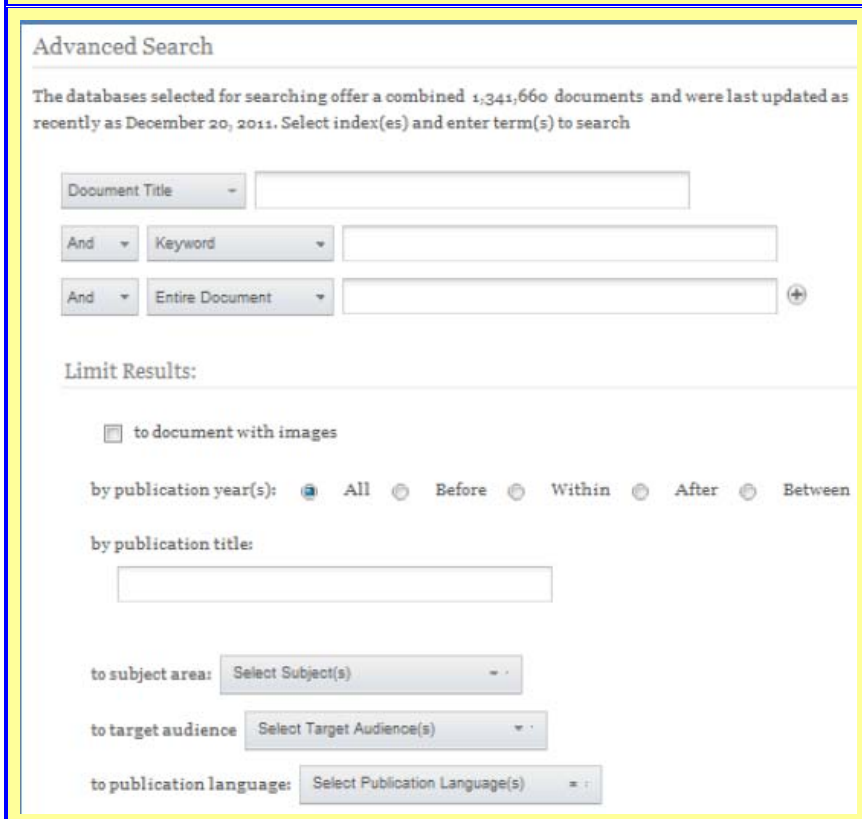 Advanced Search
The databases selected for searching offer a combined 1,341,660 documents and were last updated as
recently as December 20, 2011. Select index(es) and enter term(s) to search
Document Title
And Keyword
And Entire Document
Limit Results:
to document with images
by publication year(s): All Before Within After Between
by publication title:
to subject area: Select Subject(s)
to target audience Select Target Audience(s)
to publication language: Select Publication Language(s)